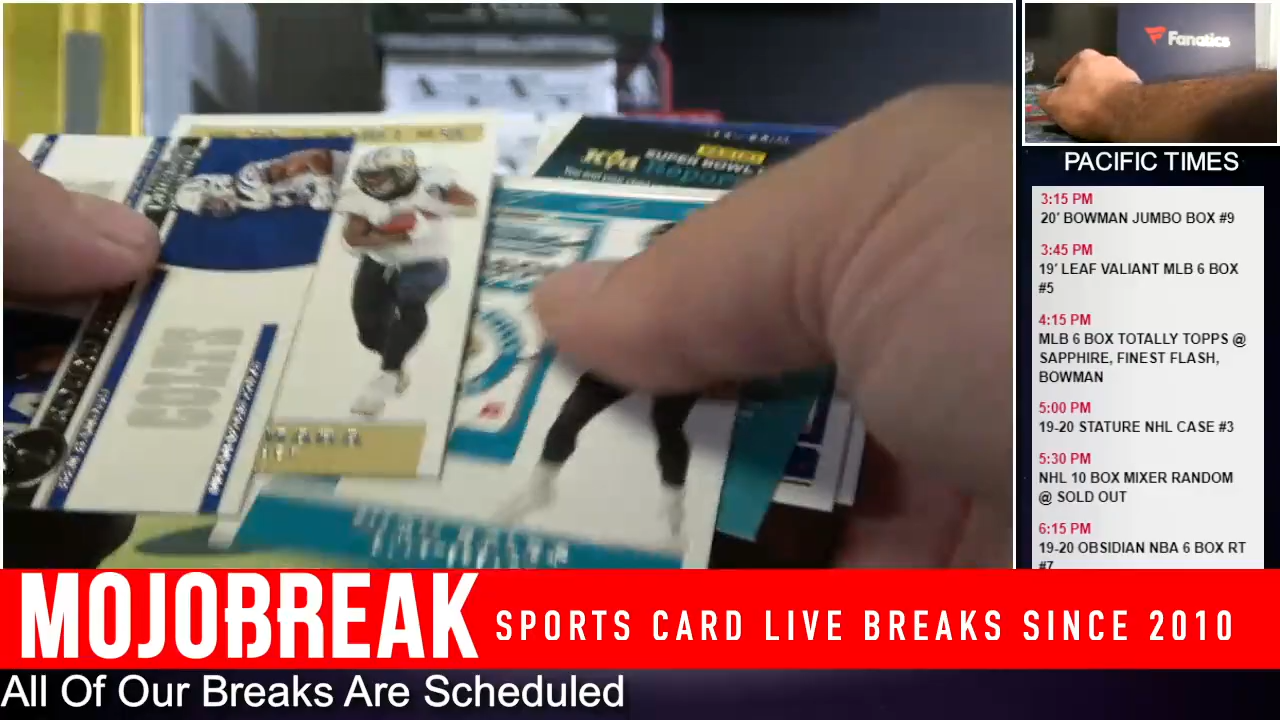 Fanatics
PACIFIC TIMES
3:15 PM
20' BOWMAN JUMBO BOX #9
3:45 PM
19' LEAF VALIANT MLB 6 BOX
#5
4:15 PM
MLB 6 BOX TOTALLY TOPPS @
SAPPHIRE, FINEST FLASH,
BOWMAN
5:00 PM
19-20 STATURE NHL CASE #3
5:30 PM
NHL 10 BOX MIXER RANDOM
@ SOLD OUT
6:15 PM
19-20 OBSIDIAN NBA 6 BOX RT
#7
PANINI
SUPER BOWL
COLTS
MOJOBREAK SPORTS CARD LIVE BREAKS SINCE 2010
All Of Our Breaks Are Scheduled